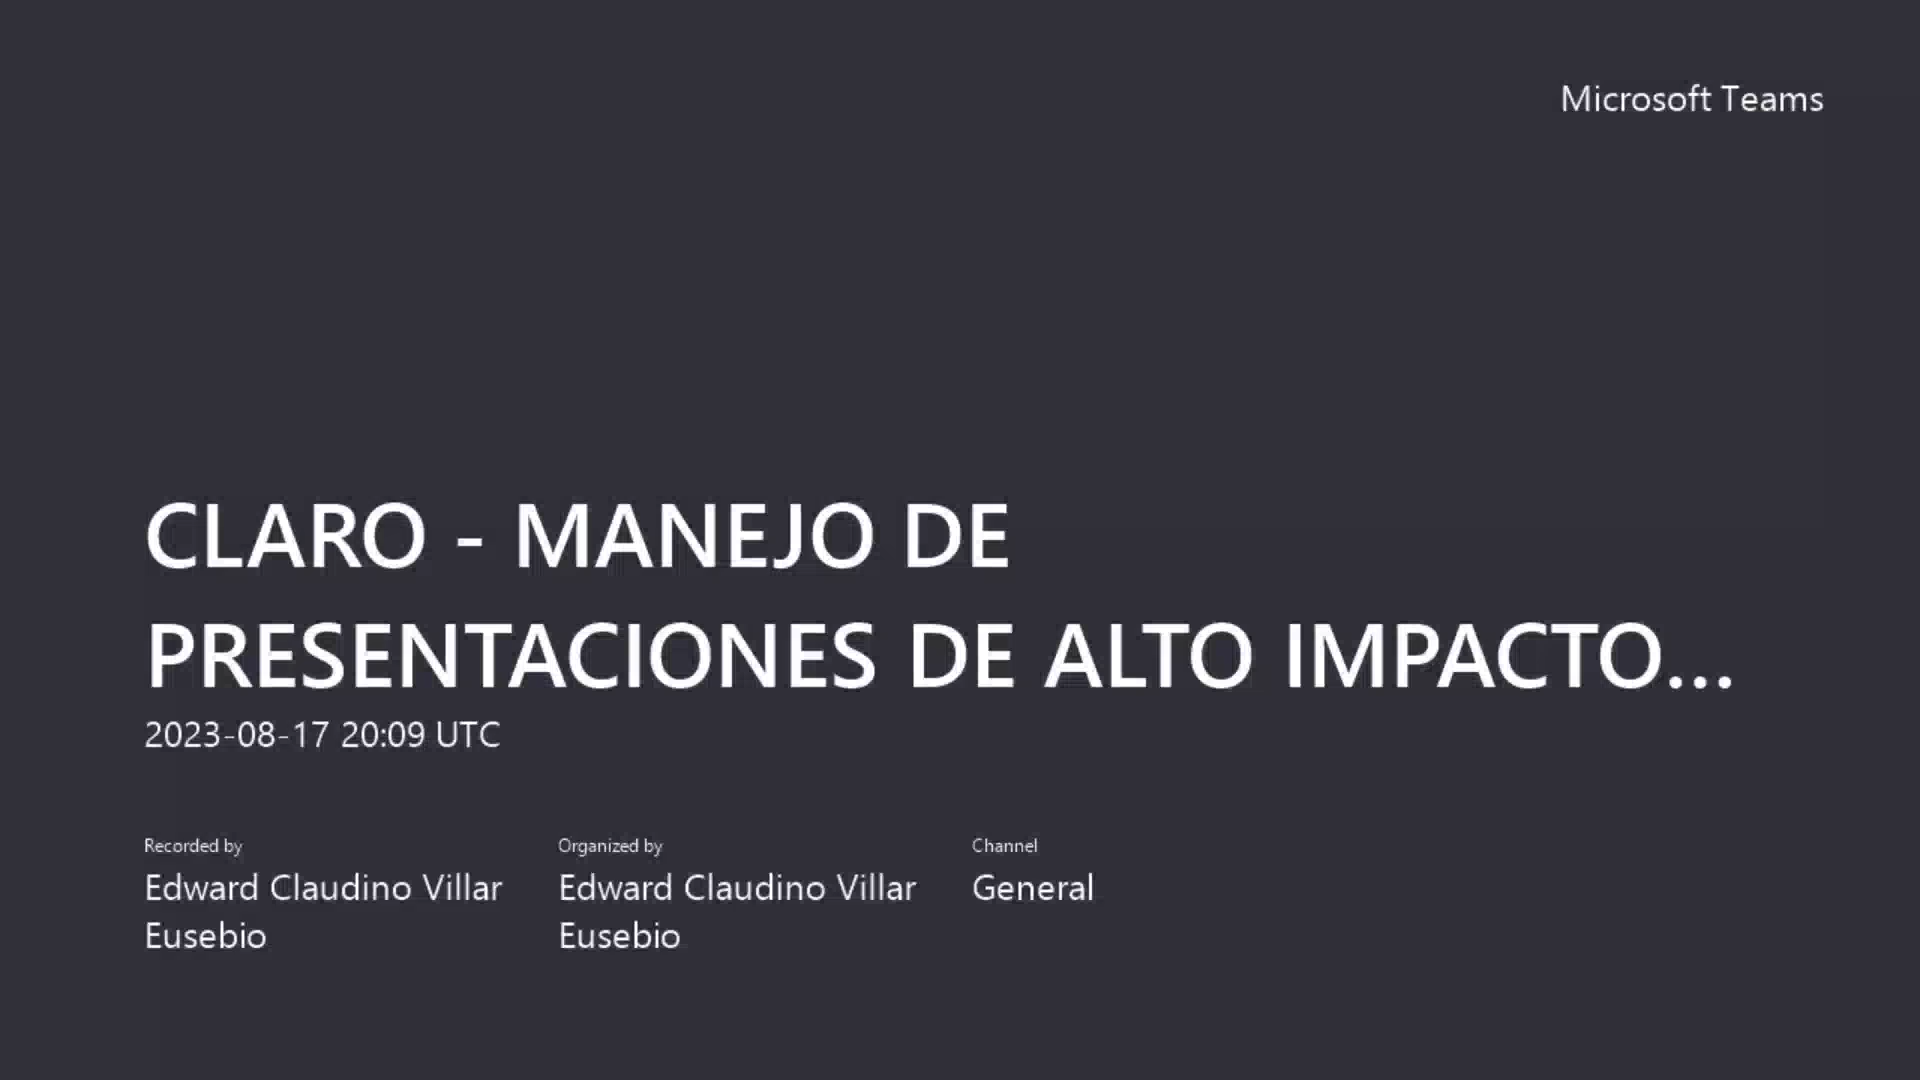 Microsoft Teams
CLARO - MANEJO DE
PRESENTACIONES DE ALTO IMPACTO...
2023-08-17 20:09 UTC
Recorded by
Edward Claudino Villar
Eusebio
Organized by
Edward Claudino Villar
Eusebio
Channel
General